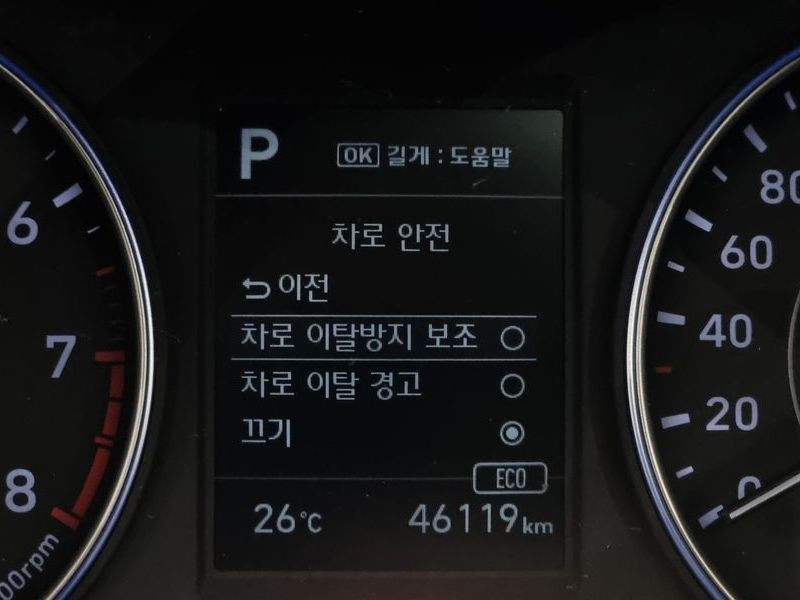 P
OK 길게 : 도움말
차로 안전
이전
차로 이탈방지 보조
차로 이탈 경고
끄기
ECO
26℃ 46119km
6
7
8
00rpm
80
60
40
20
0